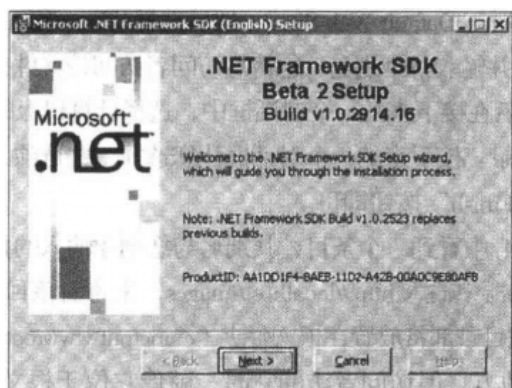 Microsoft .NET Framework SDK (English) Setup
Microsoft
.net
.NET Framework SDK
Beta 2 Setup
Build v1.0.2914.16
Welcome to the .NET Framework SDK Setup wizard,
which will guide you through the installation process.
Note: .NET Framework SDK Build v1.0.2523 replaces
previous builds.
ProductID: AA1DD1F4-8AEB-11D2-A42B-00A0C9E80AFB
< Back
Next >
Cancel
Help